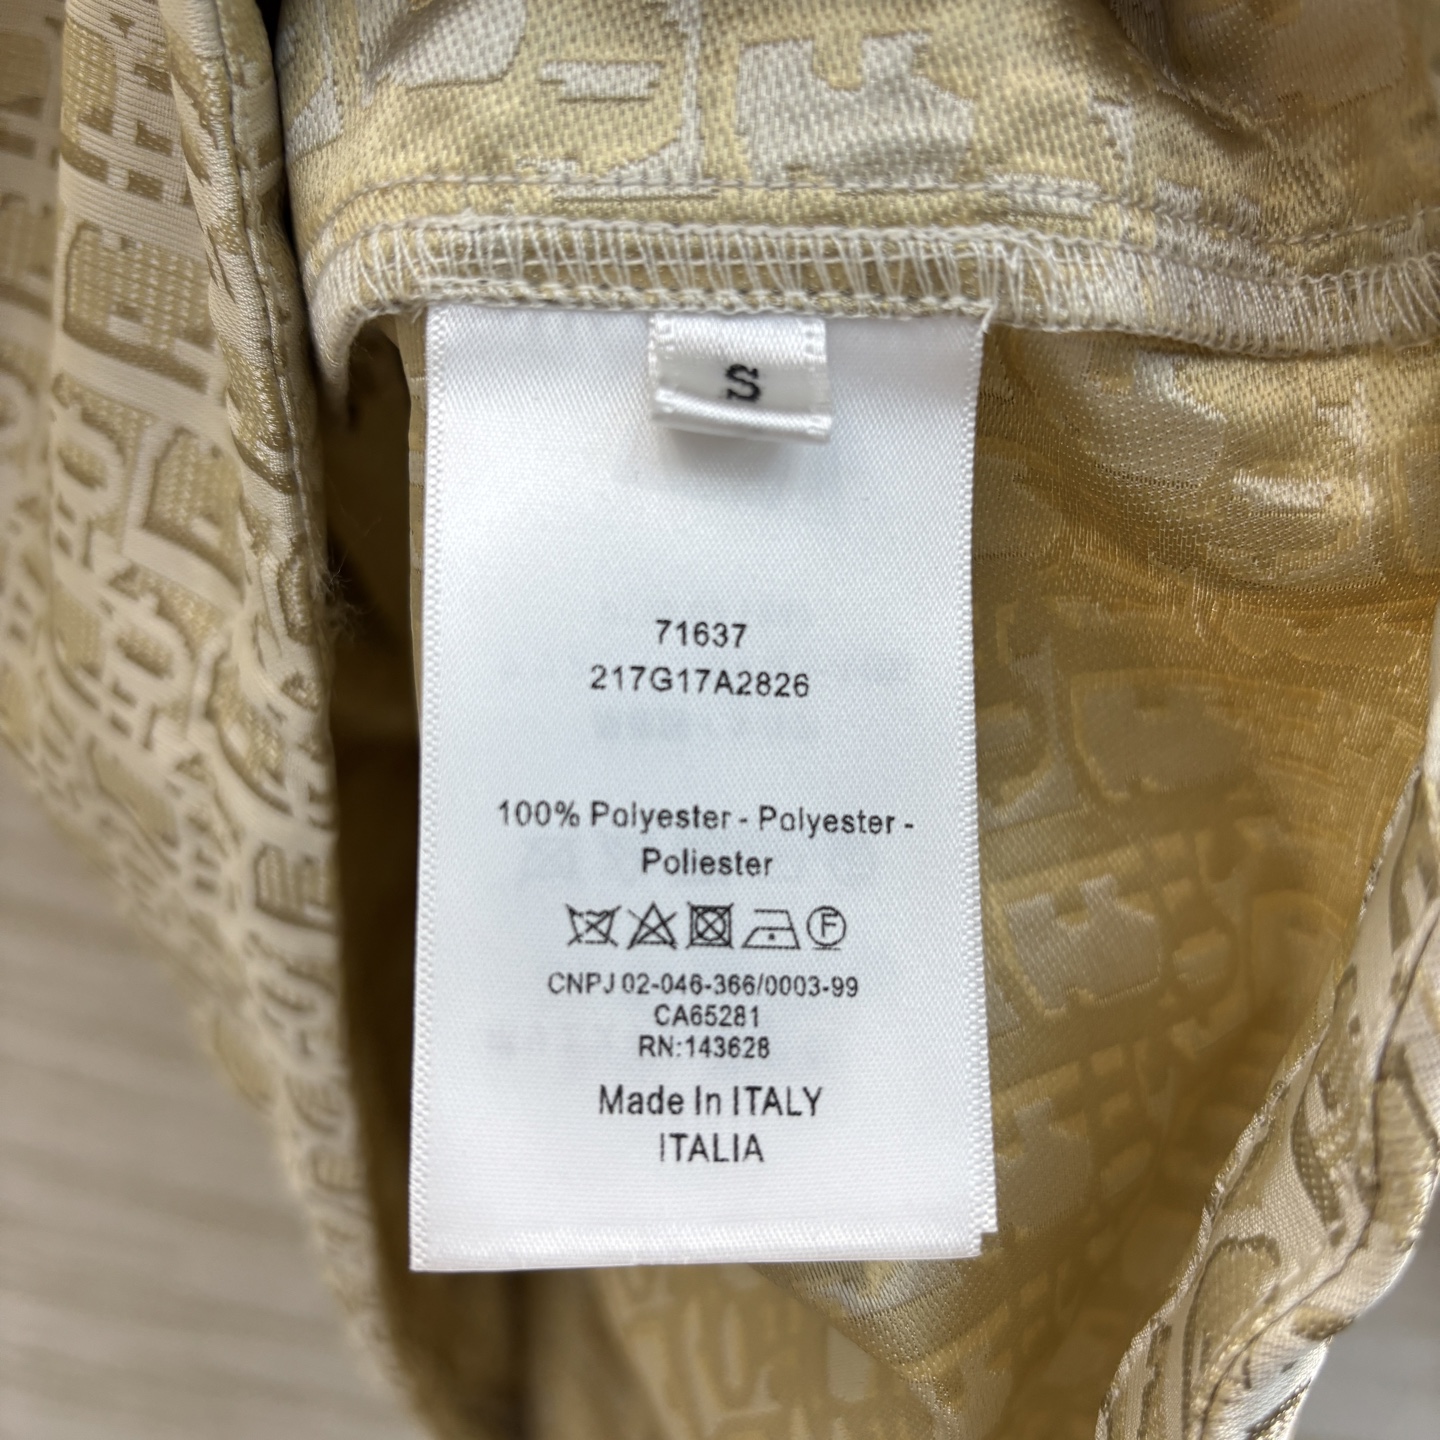 S
71637
217G17A2826
100% Polyester - Polyester -
Poliester
F
CNPJ 02-046-366/0003-99
CA65281
RN:143628
Made In ITALY
ITALIA